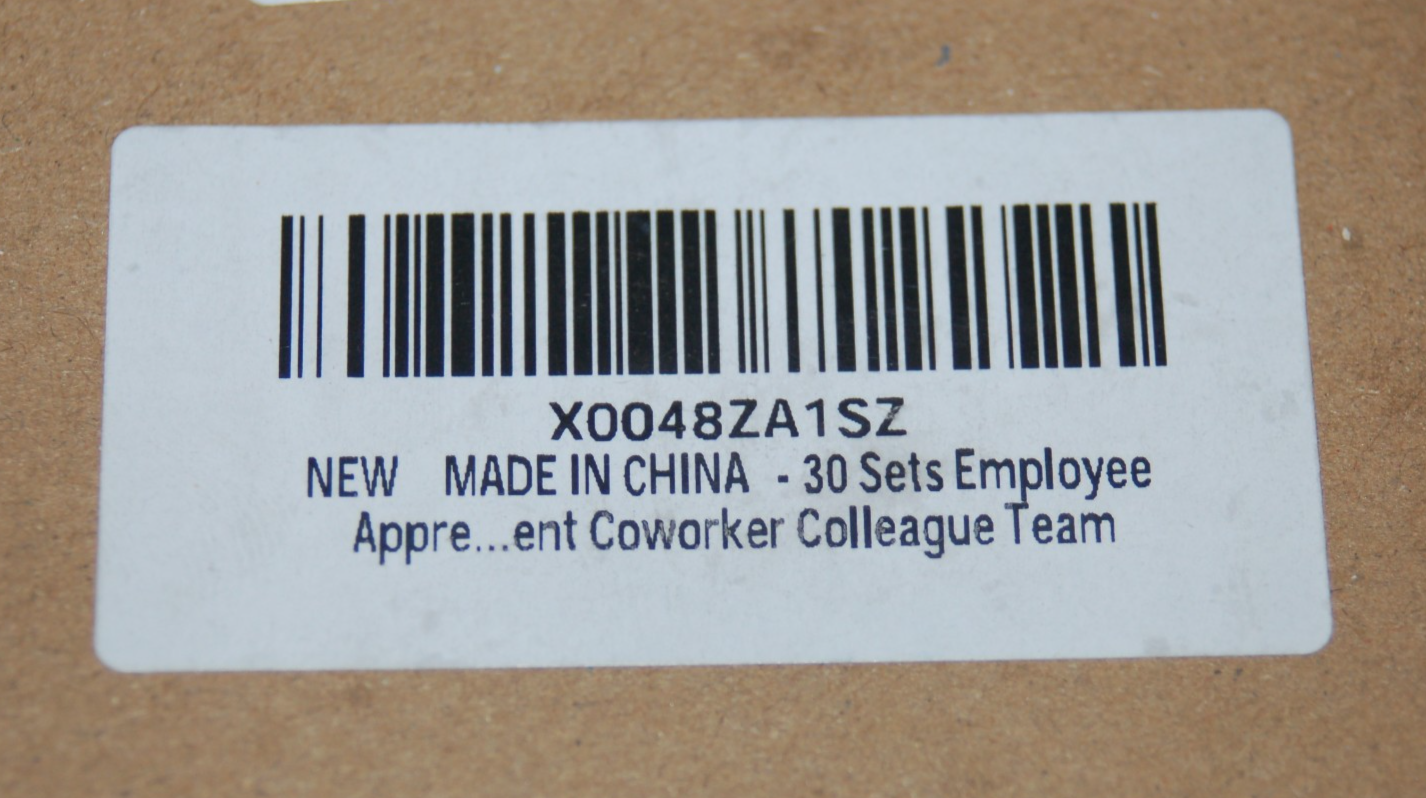 X0048ZA1SZ
NEW MADE IN CHINA - 30 Sets Employee
Appre...ent Coworker Colleague Team